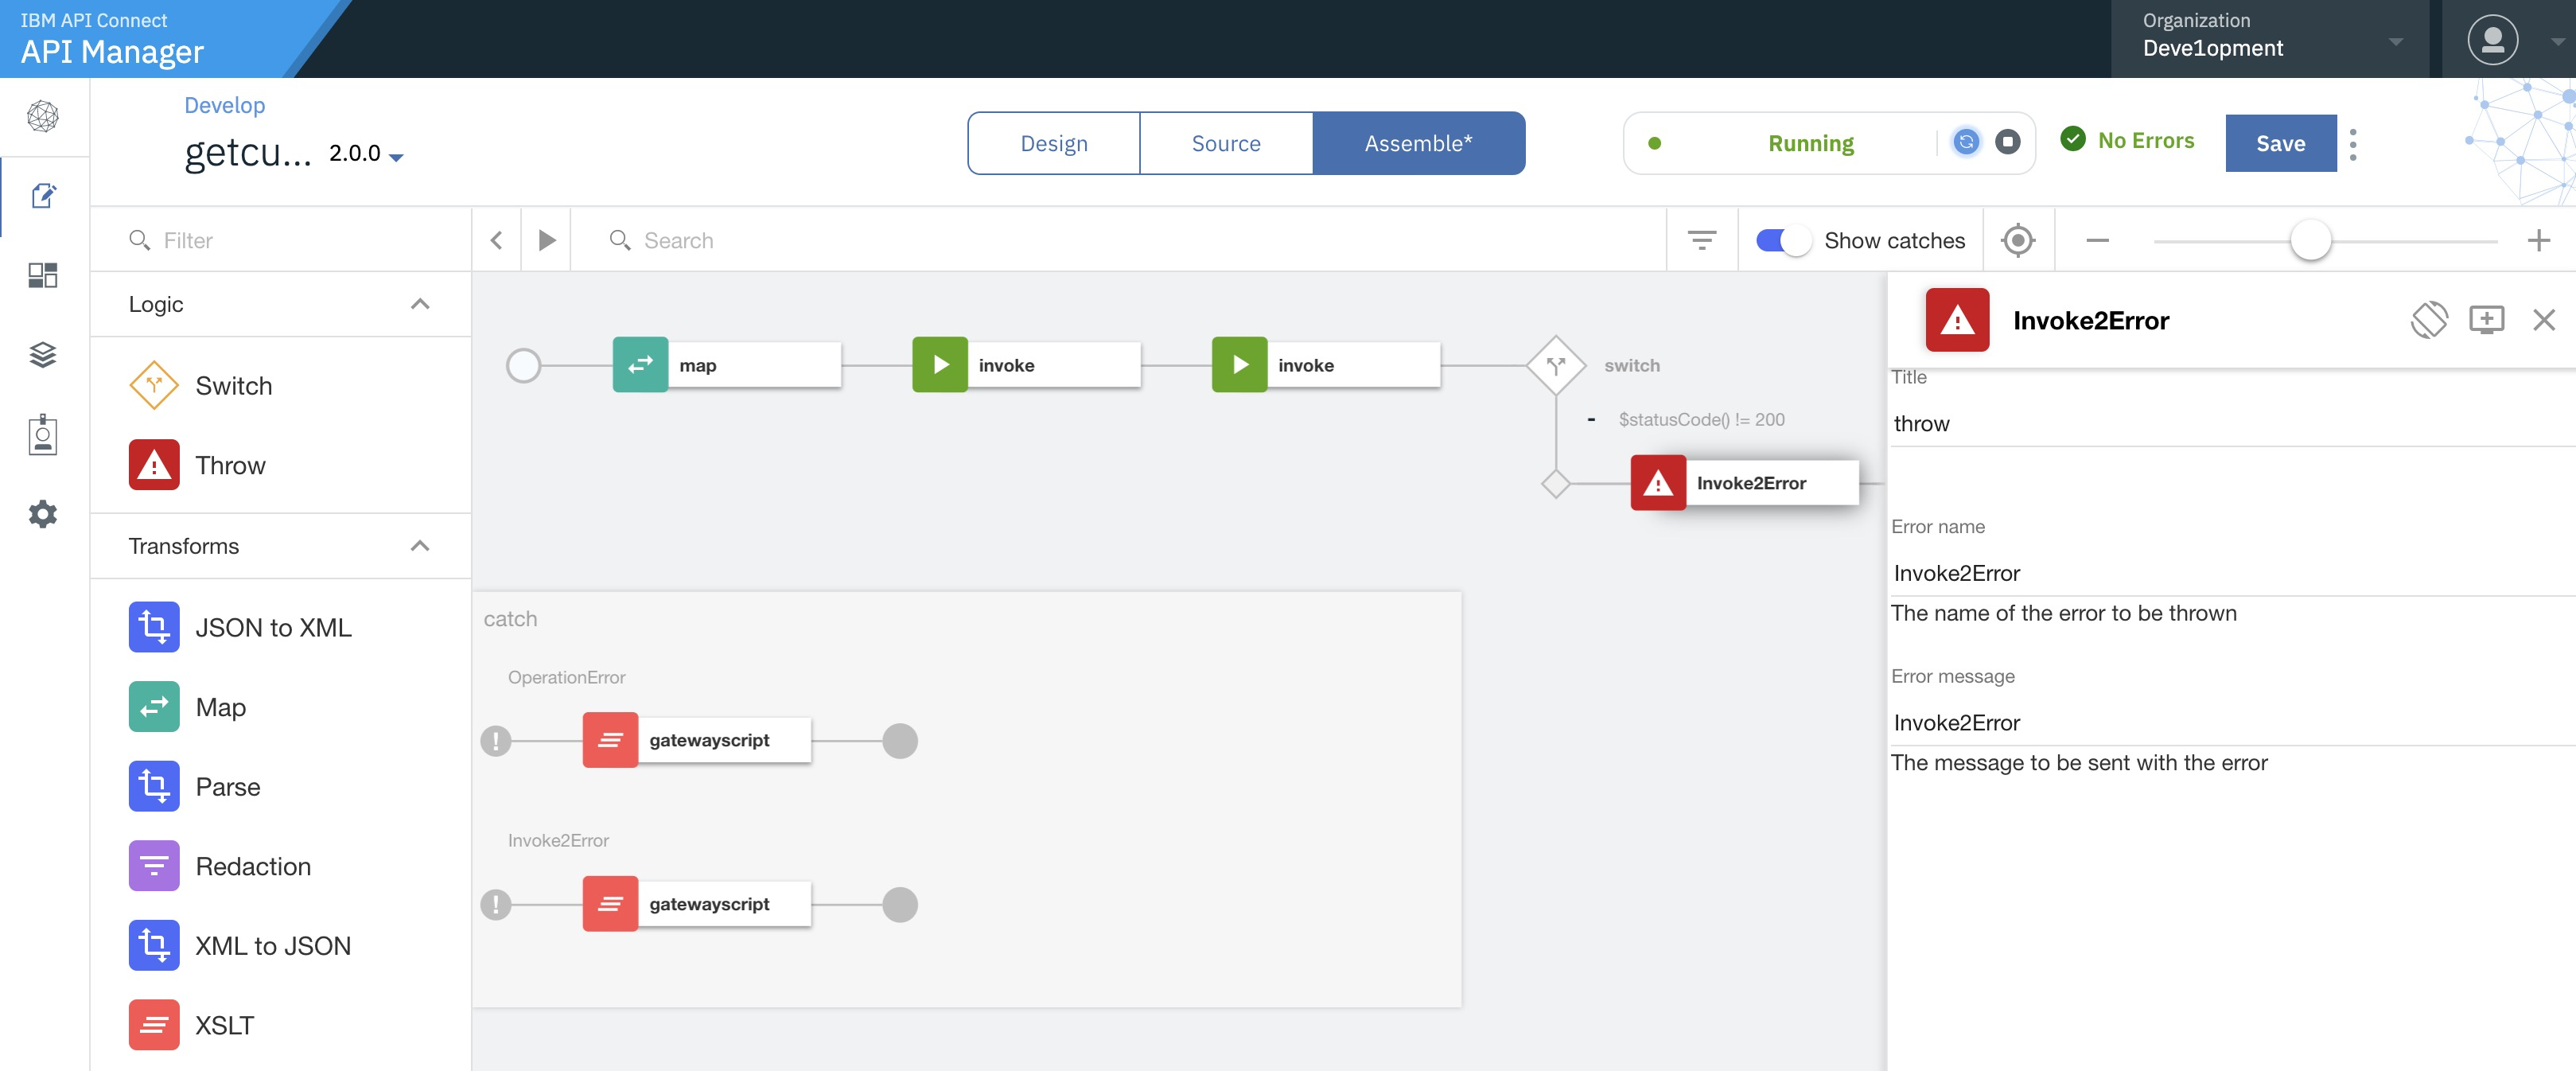 IBM API Connect
API Manager
Organization
Deve1opment
Develop
getcu... 2.0.0
Design
Source
Assemble*
Running
No Errors
Save
Filter
Search
Show catches
Logic
Switch
Throw
Transforms
JSON to XML
Map
Parse
Redaction
XML to JSON
XSLT
map
invoke
invoke
switch
- $statusCode() != 200
Invoke2Error
catch
OperationError
gatewayscript
Invoke2Error
gatewayscript
Invoke2Error
Title
throw
Error name
Invoke2Error
The name of the error to be thrown
Error message
Invoke2Error
The message to be sent with the error